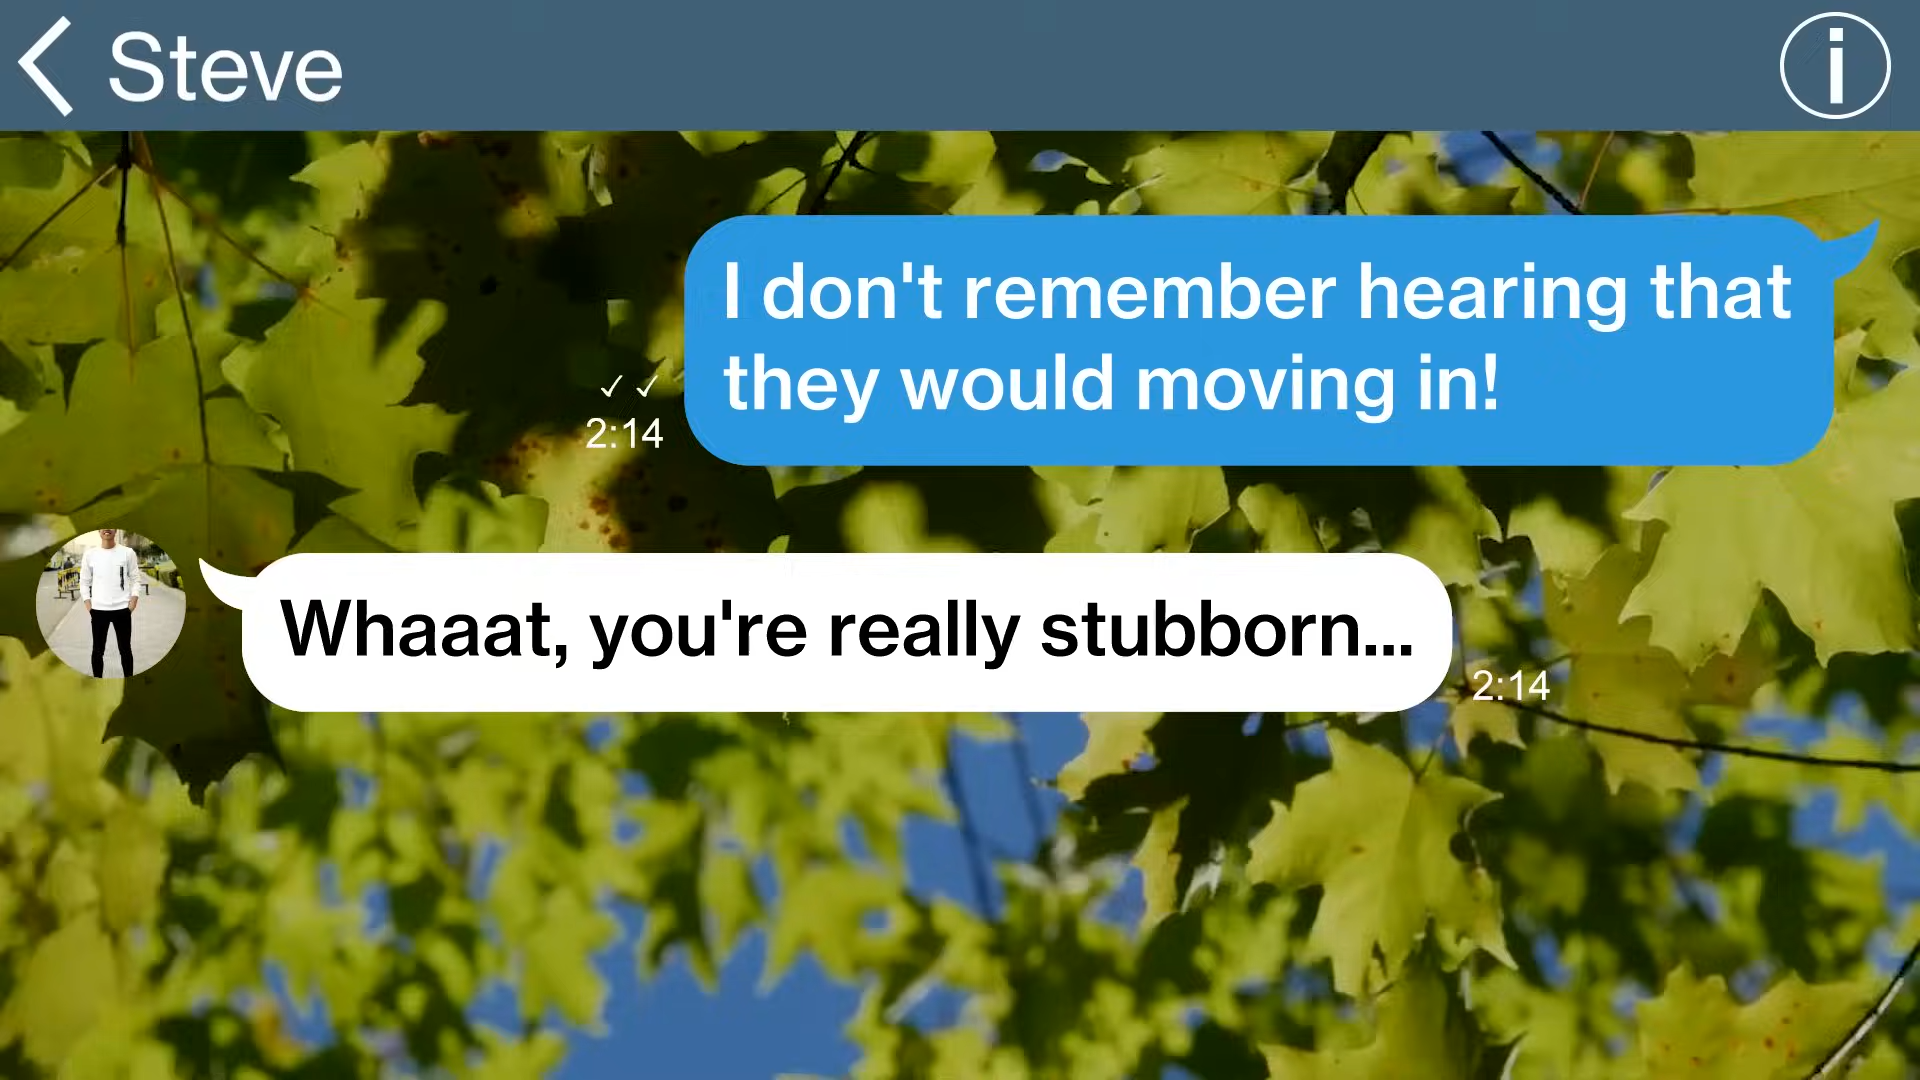 Steve
I don't remember hearing that
they would moving in!
✓✓
2:14
Whaaat, you're really stubborn...
2:14